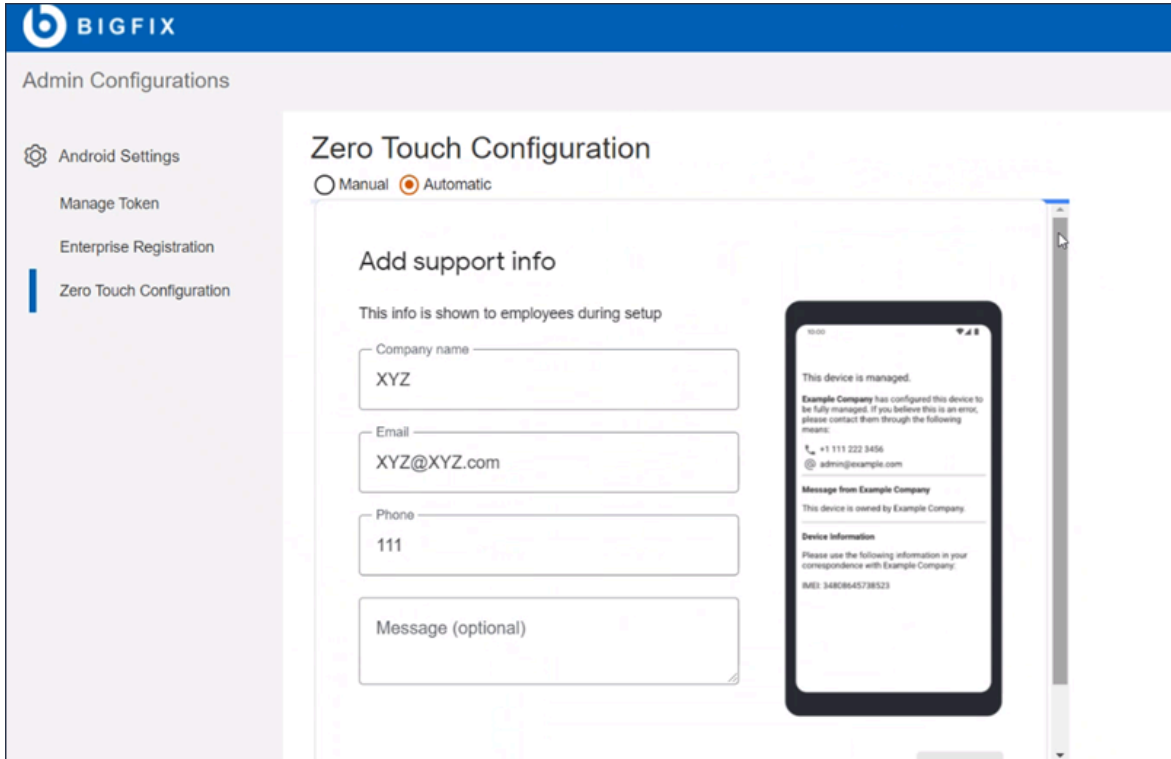 BIGFIX
Admin Configurations
Android Settings
Manage Token
Enterprise Registration
Zero Touch Configuration
Zero Touch Configuration
Manual Automatic
Add support info
This info is shown to employees during setup
Company name
XYZ
Email
XYZ@XYZ.com
Phone
111
Message (optional)
10:00
This device is managed.
Example Company has configured this device to
be fully managed. If you believe this is an error,
please contact them through the following
means:
+1 111 222 3456
@ admin@example.com
Message from Example Company
This device is owned by Example Company.
Device Information
Please use the following information in your
correspondence with Example Company:
IMEI: 34808645738523